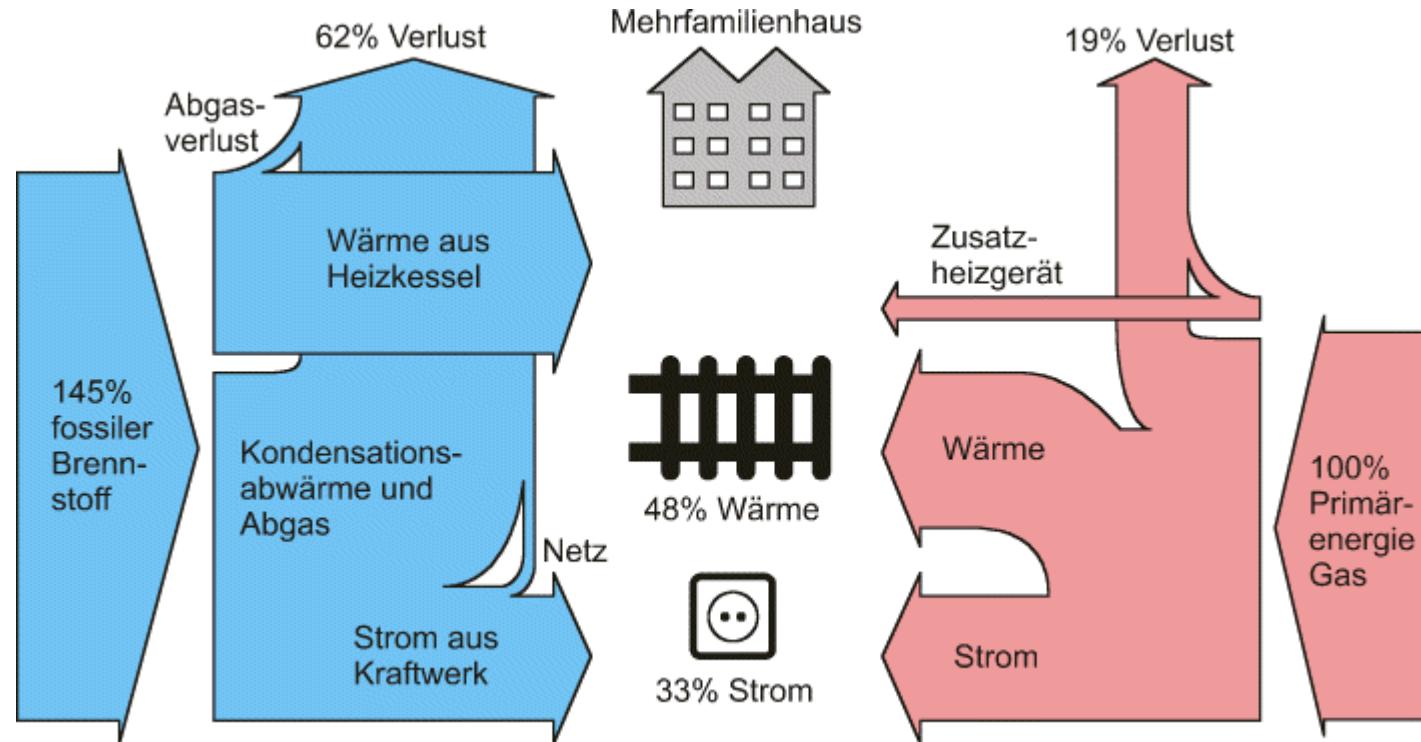 Mehrfamilienhaus
62% Verlust
19% Verlust
Abgas-
verlust
Wärme aus
Heizkessel
Zusatz-
heizgerät
145%
fossiler
Brenn-
stoff
Kondensations-
abwärme und
Abgas
Netz
Strom aus
Kraftwerk
48% Wärme
33% Strom
Wärme
Strom
100%
Primär-
energie
Gas